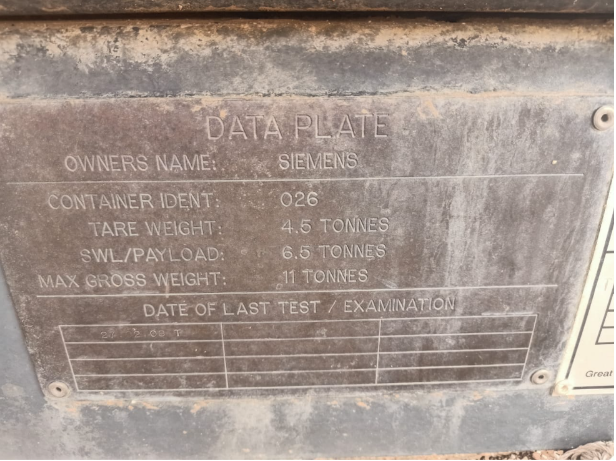 DATA PLATE
OWNERS NAME: SIEMENS
CONTAINER IDENT: 026
TARE WEIGHT: 4.5 TONNES
SWL/PAYLOAD: 6.5 TONNES
MAX GROSS WEIGHT: 11 TONNES
DATE OF LAST TEST / EXAMINATION
Great